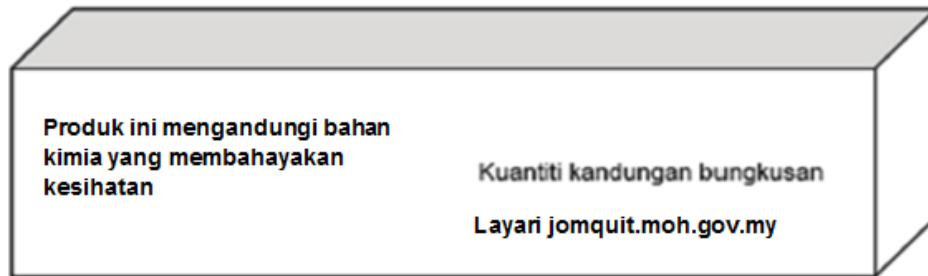 Produk ini mengandungi bahan
kimia yang membahayakan
kesihatan
Kuantiti kandungan bungkusan
Layari jomquit.moh.gov.my